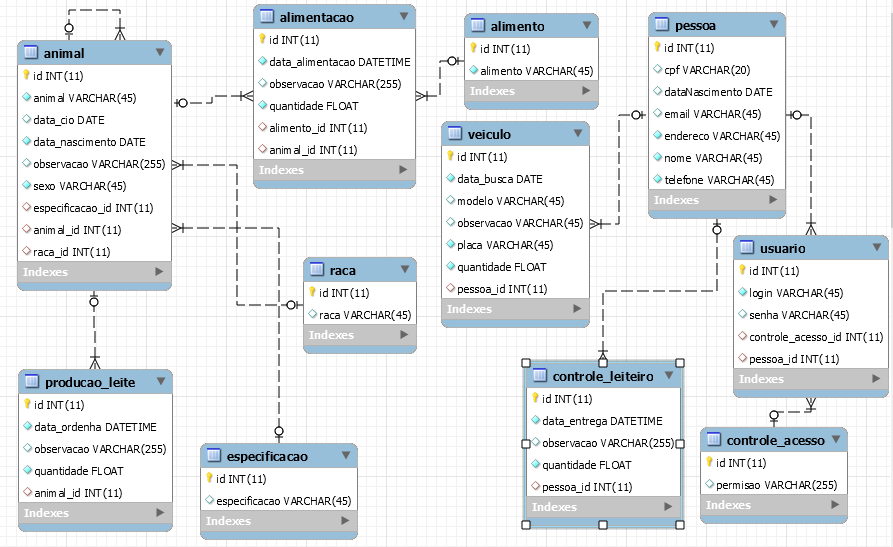 animal
id INT(11)
animal VARCHAR(45)
data_cio DATE
data_nascimento DATE
observacao VARCHAR(255)
sexo VARCHAR(45)
especificacao_id INT(11)
animal_id INT(11)
raca_id INT(11)
Indexes
alimentacao
id INT(11)
data_alimentacao DATETIME
observacao VARCHAR(255)
quantidade FLOAT
alimento_id INT(11)
animal_id INT(11)
Indexes
alimento
id INT(11)
alimento VARCHAR(45)
Indexes
pessoa
id INT(11)
cpf VARCHAR(20)
dataNascimento DATE
email VARCHAR(45)
endereco VARCHAR(45)
nome VARCHAR(45)
telefone VARCHAR(45)
Indexes
veiculo
id INT(11)
data_busca DATE
modelo VARCHAR(45)
observacao VARCHAR(45)
placa VARCHAR(45)
quantidade FLOAT
pessoa_id INT(11)
Indexes
usuario
id INT(11)
login VARCHAR(45)
senha VARCHAR(45)
controle_acesso_id INT(11)
pessoa_id INT(11)
Indexes
raca
id INT(11)
raca VARCHAR(45)
Indexes
producao_leite
id INT(11)
data_ordenha DATETIME
observacao VARCHAR(255)
quantidade FLOAT
animal_id INT(11)
Indexes
especificacao
id INT(11)
especificacao VARCHAR(45)
Indexes
controle_leiteiro
id INT(11)
data_entrega DATETIME
observacao VARCHAR(255)
quantidade FLOAT
pessoa_id INT(11)
Indexes
controle_acesso
id INT(11)
permisao VARCHAR(255)
Indexes